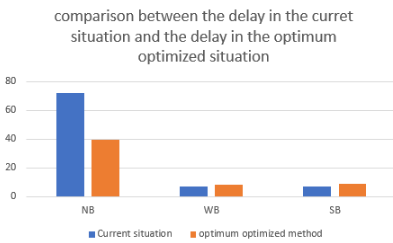 comparison between the delay in the curret
situation and the delay in the optimum
optimized situation
80
60
40
20
0
NB WB SB
Current situation optimum optimized method